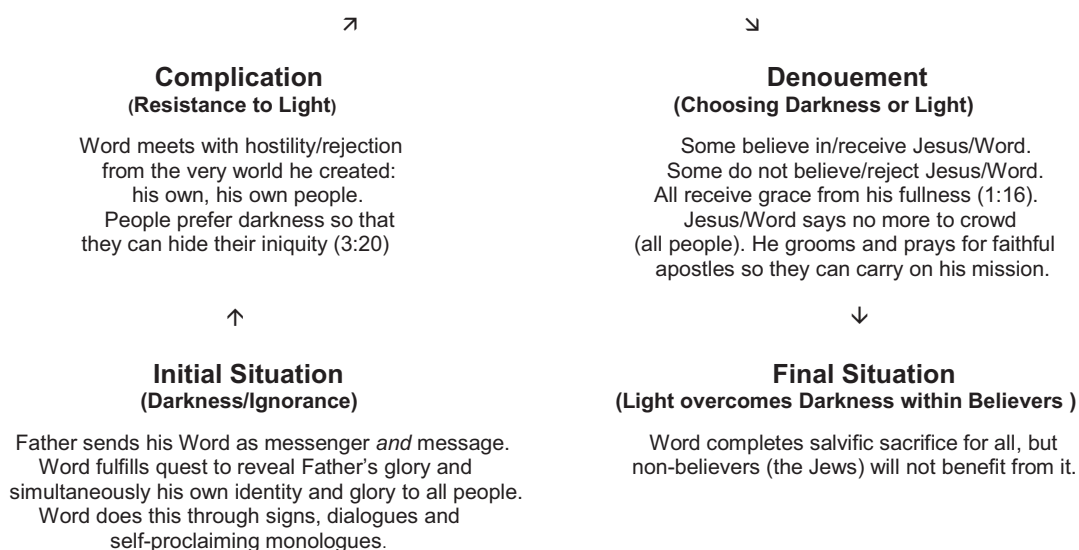 ↗
Complication
(Resistance to Light)
Word meets with hostility/rejection
from the very world he created:
his own, his own people.
People prefer darkness so that
they can hide their iniquity (3:20)
↑
Initial Situation
(Darkness/Ignorance)
Father sends his Word as messenger and message.
Word fulfills quest to reveal Father's glory and
simultaneously his own identity and glory to all people.
Word does this through signs, dialogues and
self-proclaiming monologues.
↘
Denouement
(Choosing Darkness or Light)
Some believe in/receive Jesus/Word.
Some do not believe/reject Jesus/Word.
All receive grace from his fullness (1:16).
Jesus/Word says no more to crowd
(all people). He grooms and prays for faithful
apostles so they can carry on his mission.
↓
Final Situation
(Light overcomes Darkness within Believers )
Word completes salvific sacrifice for all, but
non-believers (the Jews) will not benefit from it.